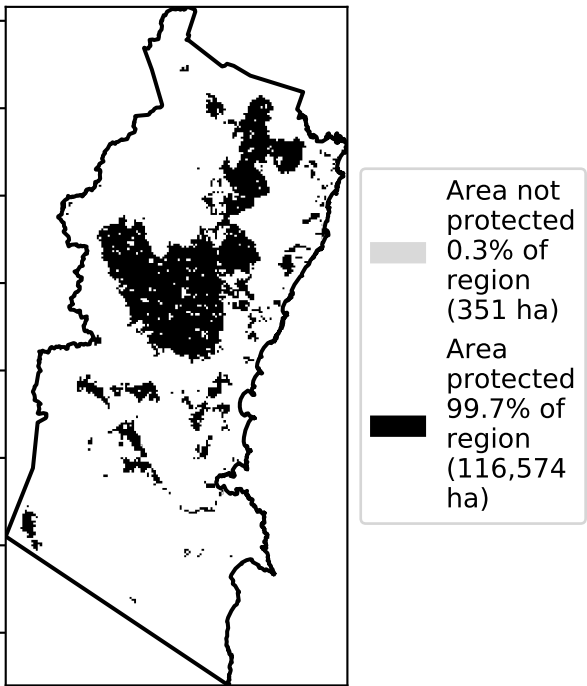 Area not
protected
0.3% of
region
(351 ha)
Area
protected
99.7% of
region
(116,574
ha)